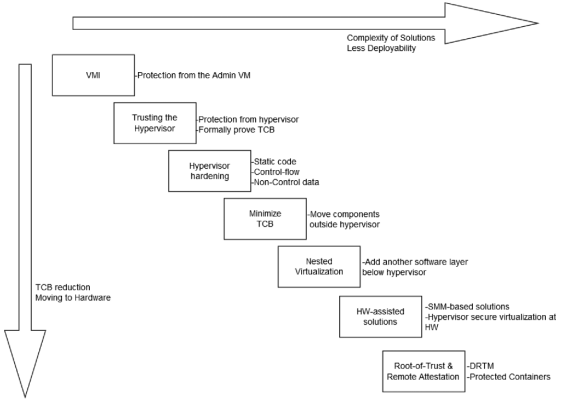 Complexity of Solutions
Less Deployability
VMI
-Protection from the Admin VM
Trusting the
Hypervisor
-Protection from hypervisor
-Formally prove TCB
Hypervisor
hardening
-Static code
-Control-flow
-Non-Control data
Minimize
TCB
-Move components
outside hypervisor
Nested
Virtualization
-Add another software layer
below hypervisor
TCB reduction
Moving to Hardware
HW-assisted
solutions
-SMM-based solutions
-Hypervisor secure virtualization at
HW
Root-of-Trust &
Remote Attestation
-DRTM
-Protected Containers